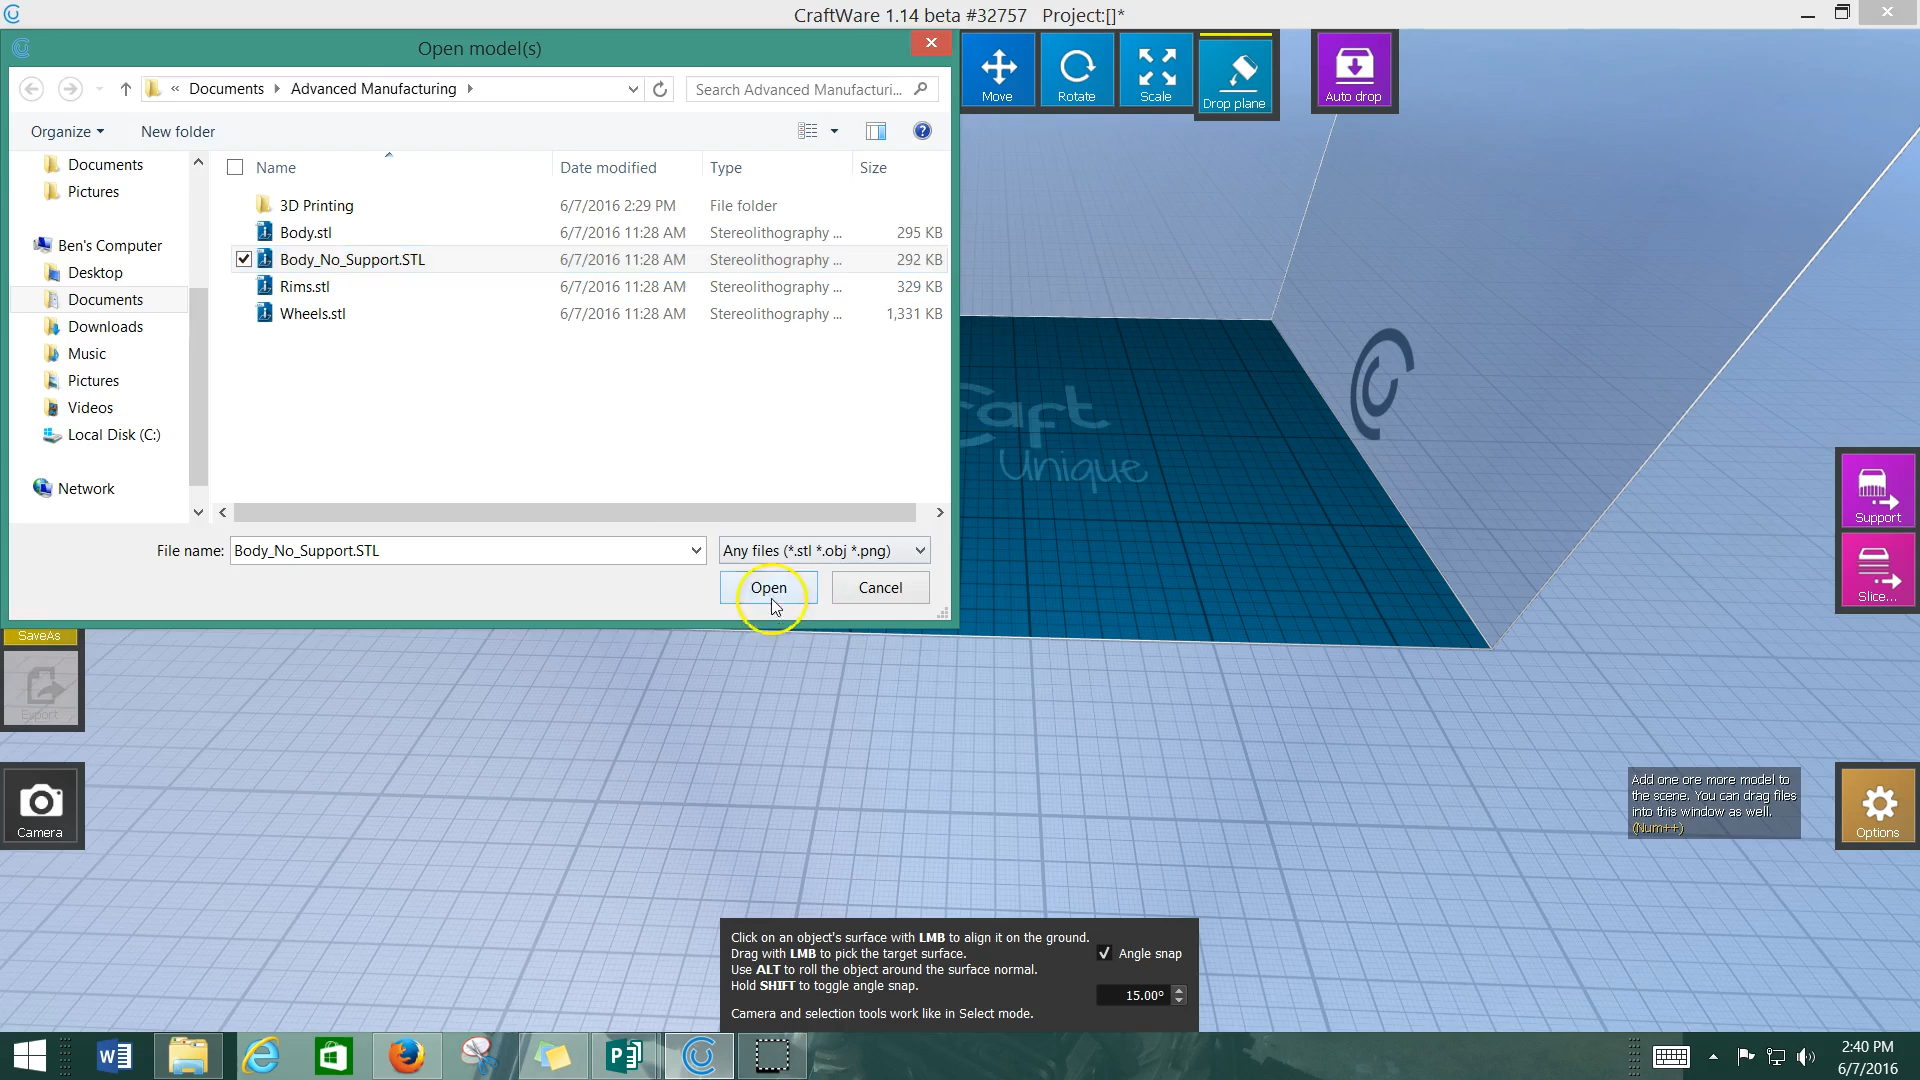 CraftWare 1.14 beta #32757   Project:[]*
Open model(s)
« Documents Advanced Manufacturing
Search Advanced Manufacturi...
Organize
New folder
Documents
Pictures
Ben's Computer
Desktop
Documents
Downloads
Music
Pictures
Videos
Local Disk (C:)
Network
Name Date modified Type Size
3D Printing 6/7/2016 2:29 PM File folder
Body.stl 6/7/2016 11:28 AM Stereolithography ... 295 KB
Body_No_Support.STL 6/7/2016 11:28 AM Stereolithography ... 292 KB
Rims.stl 6/7/2016 11:28 AM Stereolithography ... 329 KB
Wheels.stl 6/7/2016 11:28 AM Stereolithography ... 1,331 KB
File name: Body_No_Support.STL
Any files (*.stl *.obj *.png)
Open
Cancel
Move
Rotate
Scale
Drop plane
Auto drop
Craft
Unique
Support
Slice...
SaveAs
Export
Camera
Add one ore more model to
the scene. You can drag files
into this window as well.
(Num++)
Options
Click on an object's surface with LMB to align it on the ground.
Drag with LMB to pick the target surface.
Use ALT to roll the object around the surface normal.
Hold SHIFT to toggle angle snap.
Camera and selection tools work like in Select mode.
Angle snap
15.00º
2:40 PM
6/7/2016